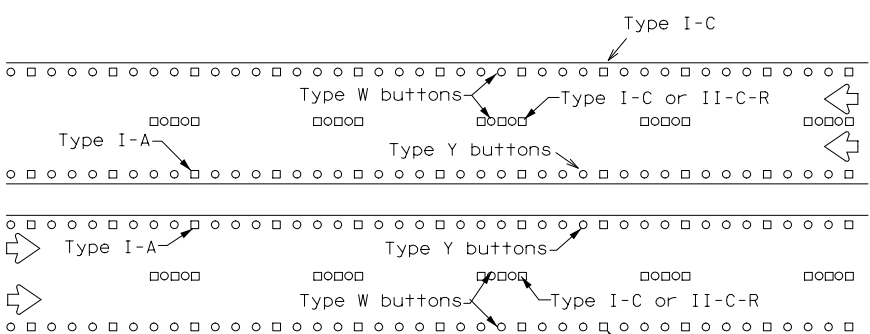 Type I-C
Type W buttons
Type I-C or II-C-R
Type I-A
Type Y buttons
Type I-A
Type Y buttons
Type W buttons
Type I-C or II-C-R